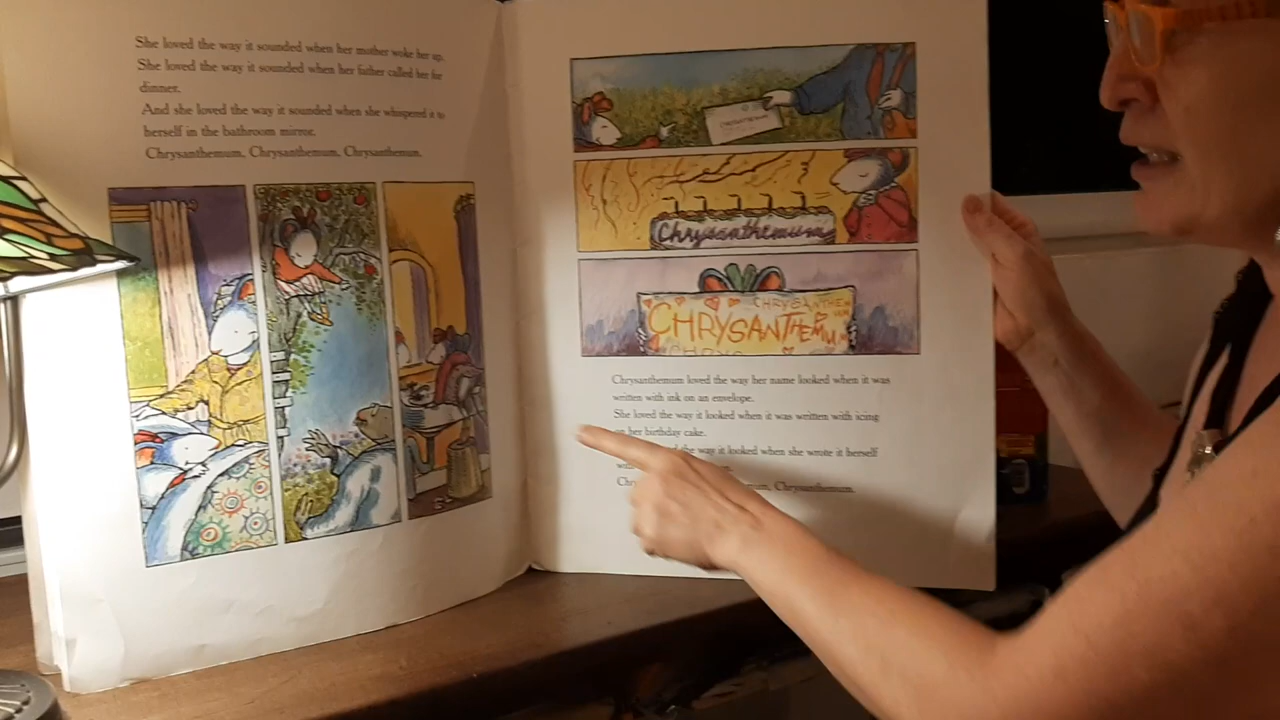 She loved the way it sounded when her mother woke her up.
She loved the way it sounded when her father called her for
dinner.
And she loved the way it sounded when she whispered it to
herself in the bathroom mirror.
Chrysanthemum, Chrysanthemum, Chrysanthemum.
CHRYSANTHEMUM
Chrysanthemum
CHRYSANTHEM
UM
CHRYSANTHEMUM
Chrysanthemum loved the way her name looked when it was
written with ink on an envelope.
She loved the way it looked when it was written with icing
on her birthday cake.
the way it looked when she wrote it herself
Chrysanthemum.